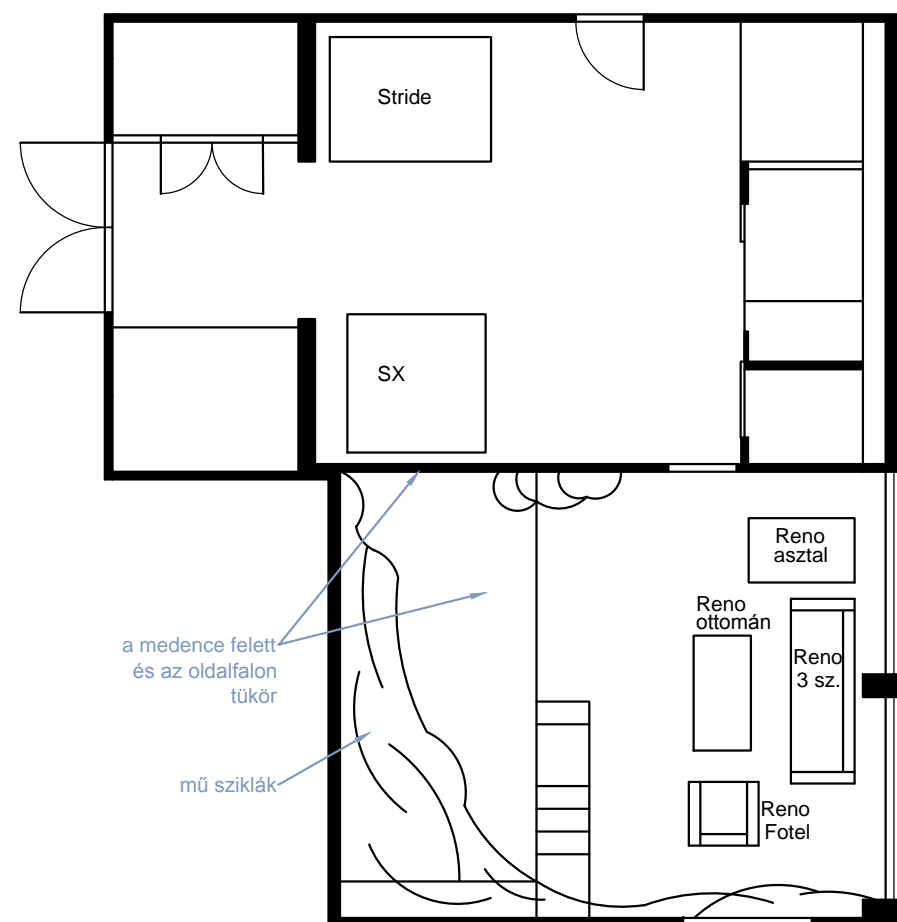 Stride
SX
Reno
asztal
Reno
ottomán
Reno
3 sz.
a medence felett
és az oldalfalon
tükör
mű sziklák
Reno
Fotel